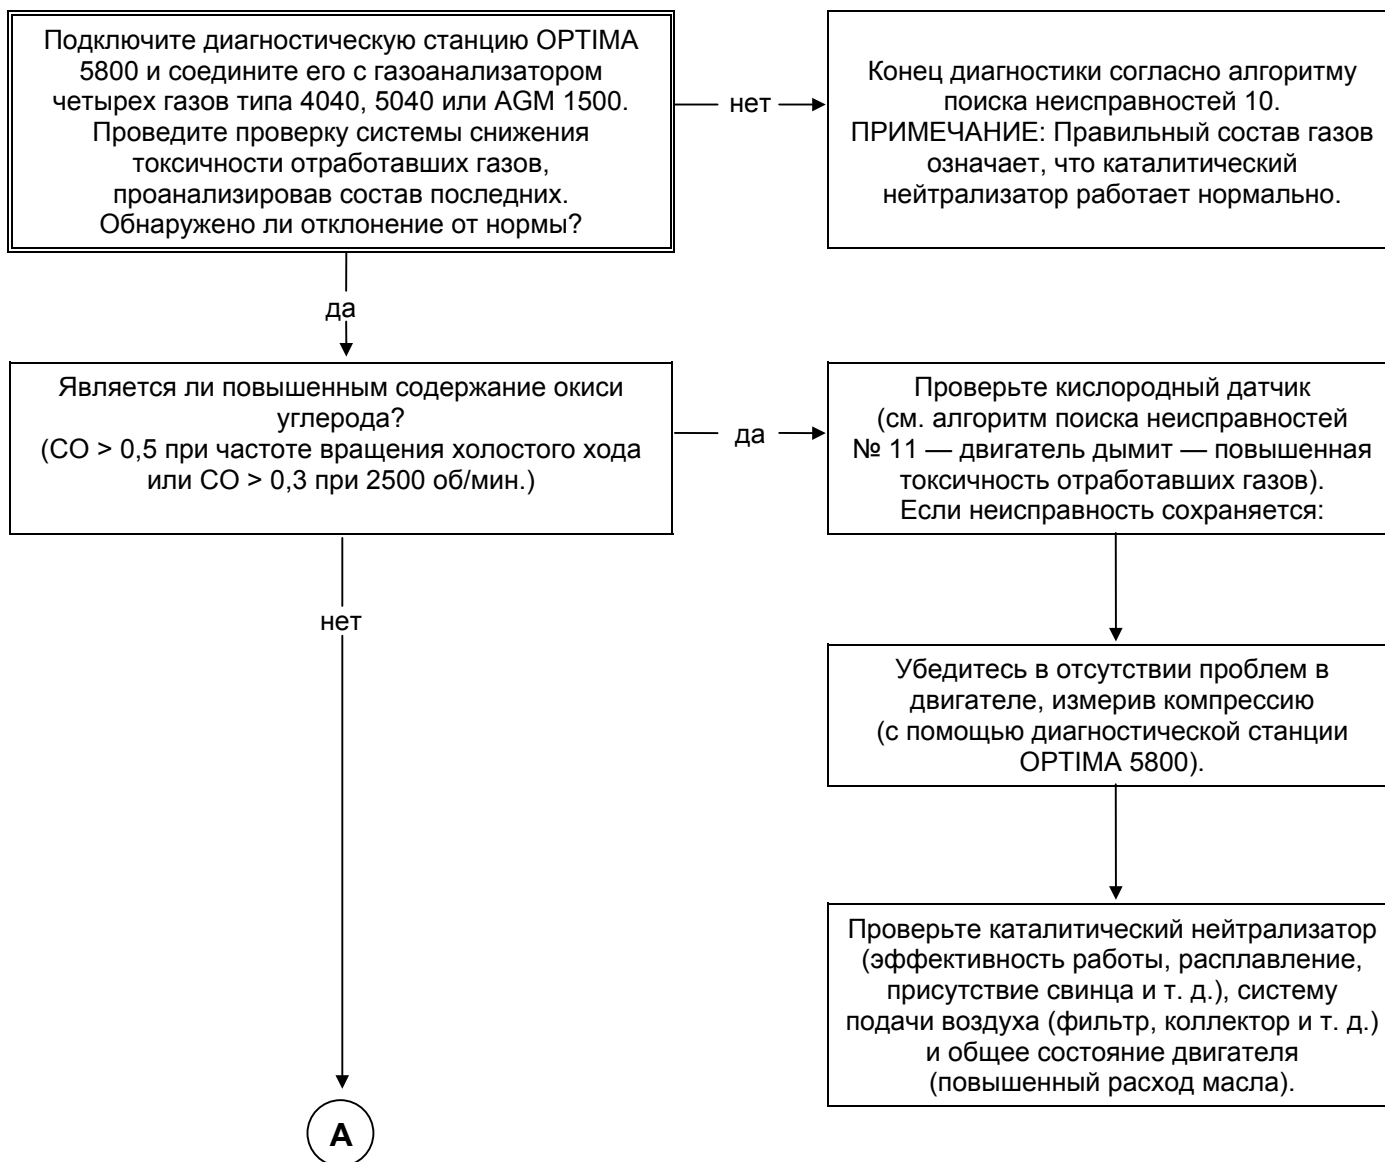 Подключите диагностическую станцию OPTIMA
5800 и соедините его с газоанализатором
четырех газов типа 4040, 5040 или AGM 1500.
Проведите проверку системы снижения
токсичности отработавших газов,
проанализировав состав последних.
Обнаружено ли отклонение от нормы?
нет
Конец диагностики согласно алгоритму
поиска неисправностей 10.
ПРИМЕЧАНИЕ: Правильный состав газов
означает, что каталитический
нейтрализатор работает нормально.
да
Является ли повышенным содержание окиси
углерода?
(CO > 0,5 при частоте вращения холостого хода
или CO > 0,3 при 2500 об/мин.)
да
Проверьте кислородный датчик
(см. алгоритм поиска неисправностей
№ 11 — двигатель дымит — повышенная
токсичность отработавших газов).
Если неисправность сохраняется:
нет
Убедитесь в отсутствии проблем в
двигателе, измерив компрессию
(с помощью диагностической станции
OPTIMA 5800).
Проверьте каталитический нейтрализатор
(эффективность работы, расплавление,
присутствие свинца и т. д.), систему
подачи воздуха (фильтр, коллектор и т. д.)
и общее состояние двигателя
(повышенный расход масла).
А